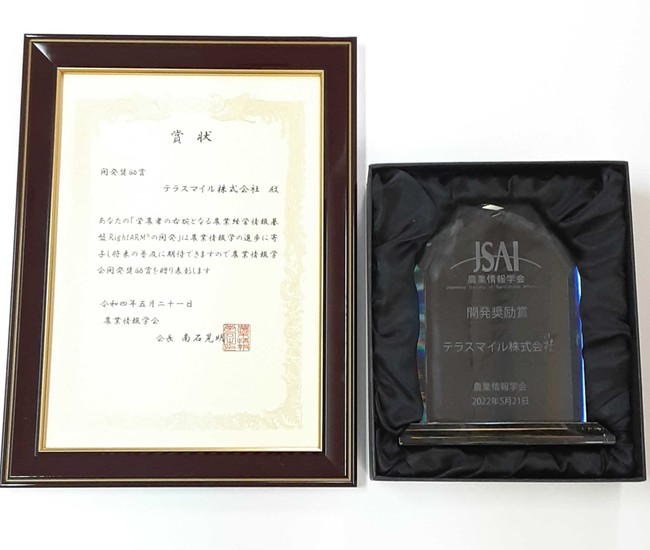 賞状
開発奨励賞
テラスマイル株式会社 殿
あなたの「営農者の右腕となる農業経営情報基
盤RightARM®の開発」は農業情報学の進歩に寄
与し将来の普及に期待できますので農業情報学
会開発奨励賞を贈り表彰します
令和四年五月二十一日
農業情報学会
会長 南石晃明
JSAI
農業情報学会
開発奨励賞
テラスマイル株式会社
農業情報学会
2022年5月21日